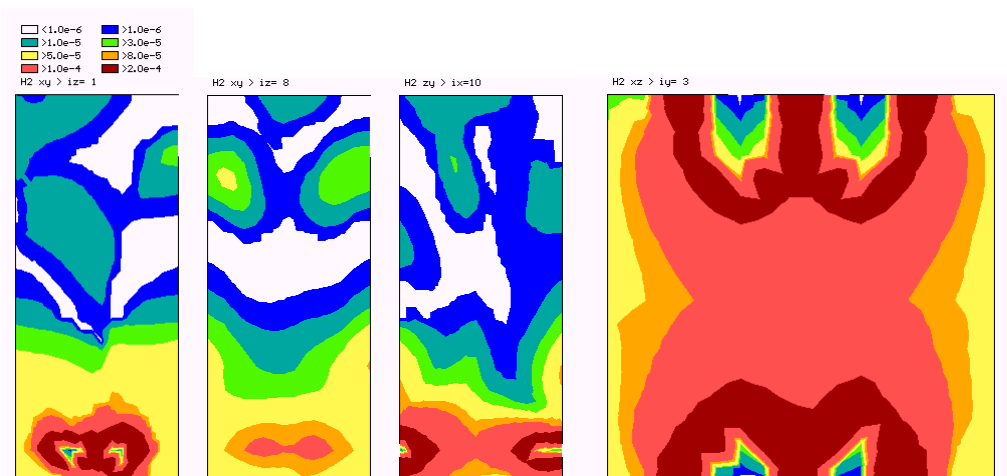 <1.0e-6 >1.0e-6
>1.0e-5 >3.0e-5
>5.0e-5 >8.0e-5
>1.0e-4 >2.0e-4
H2 xy > iz= 1 H2 xy > iz= 8 H2 zy > ix=10 H2 xz > iy= 3